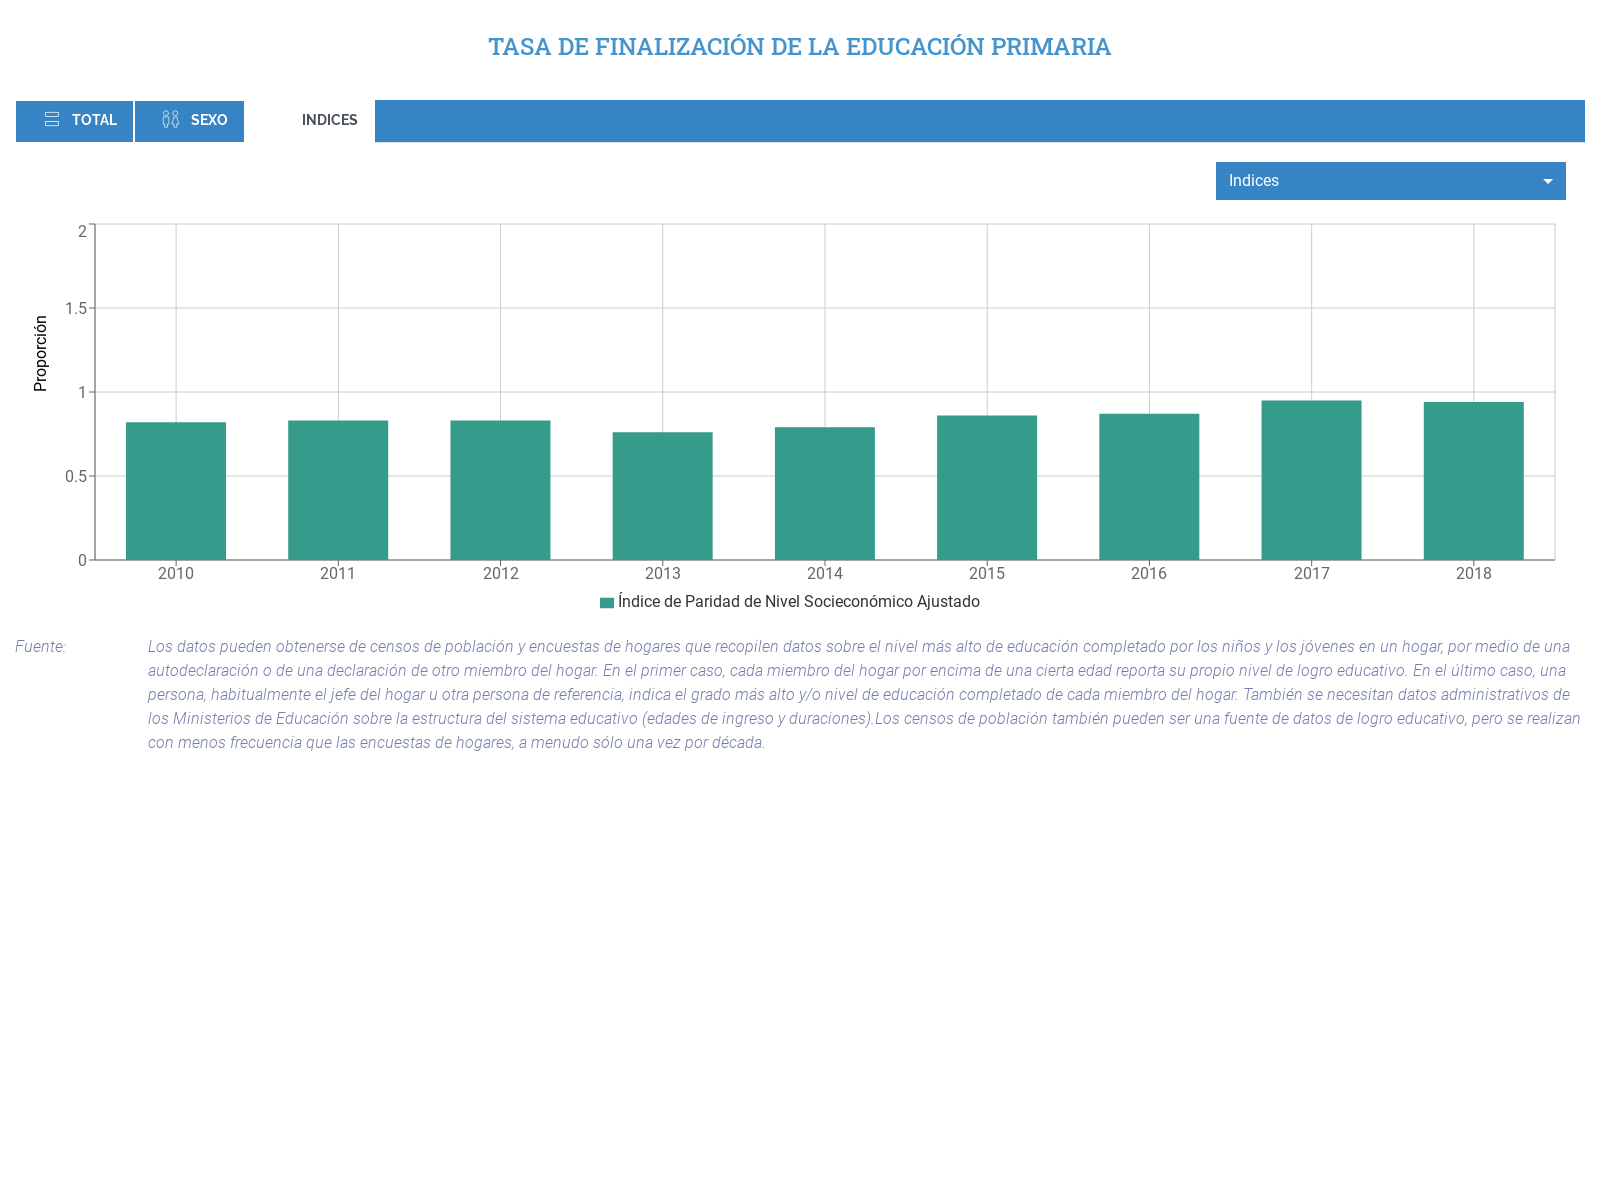 TASA DE FINALIZACIÓN DE LA EDUCACIÓN PRIMARIA
TOTAL SEXO INDICES
Indices
2
1.5
1
0.5
0
Proporción
2010 2011 2012 2013 2014 2015 2016 2017 2018
Índice de Paridad de Nivel Socieconómico Ajustado
Fuente: Los datos pueden obtenerse de censos de población y encuestas de hogares que recopilen datos sobre el nivel más alto de educación completado por los niños y los jóvenes en un hogar, por medio de una
autodeclaración o de una declaración de otro miembro del hogar. En el primer caso, cada miembro del hogar por encima de una cierta edad reporta su propio nivel de logro educativo. En el último caso, una
persona, habitualmente el jefe del hogar u otra persona de referencia, indica el grado más alto y/o nivel de educación completado de cada miembro del hogar. También se necesitan datos administrativos de
los Ministerios de Educación sobre la estructura del sistema educativo (edades de ingreso y duraciones).Los censos de población también pueden ser una fuente de datos de logro educativo, pero se realizan
con menos frecuencia que las encuestas de hogares, a menudo sólo una vez por década.